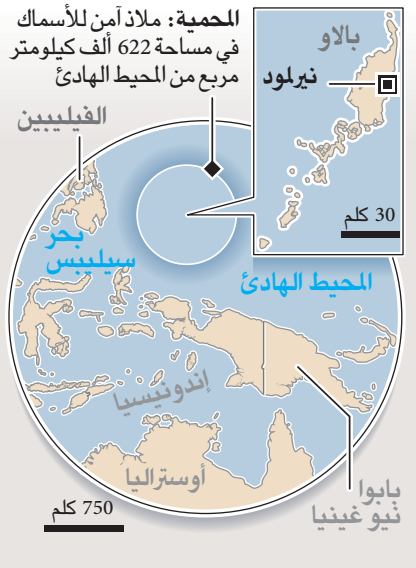 المحمية: ملاذ آمن للأسماك
في مساحة 622 ألف كيلومتر
مربع من المحيط الهادئ
بالاو
نيرلمود
30 كلم
الفيليبين
بحر
سيليبس
المحيط الهادئ
إندونيسيا
أوستراليا
بابوا
نيو غينيا
750 كلم